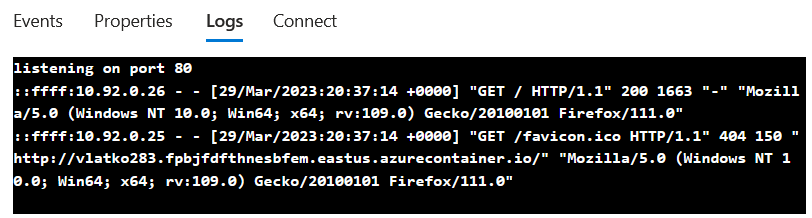 Events Properties Logs Connect
listening on port 80
::ffff:10.92.0.26 - - [29/Mar/2023:20:37:14 +0000] "GET / HTTP/1.1" 200 1663 "-" "Mozill
a/5.0 (Windows NT 10.0; Win64; x64; rv:109.0) Gecko/20100101 Firefox/111.0"
::ffff:10.92.0.25 - - [29/Mar/2023:20:37:14 +0000] "GET /favicon.ico HTTP/1.1" 404 150 "
http://vlatko283.fpbjfdfthnesbfem.eastus.azurecontainer.io/" "Mozilla/5.0 (Windows NT 1
0.0; Win64; x64; rv:109.0) Gecko/20100101 Firefox/111.0"